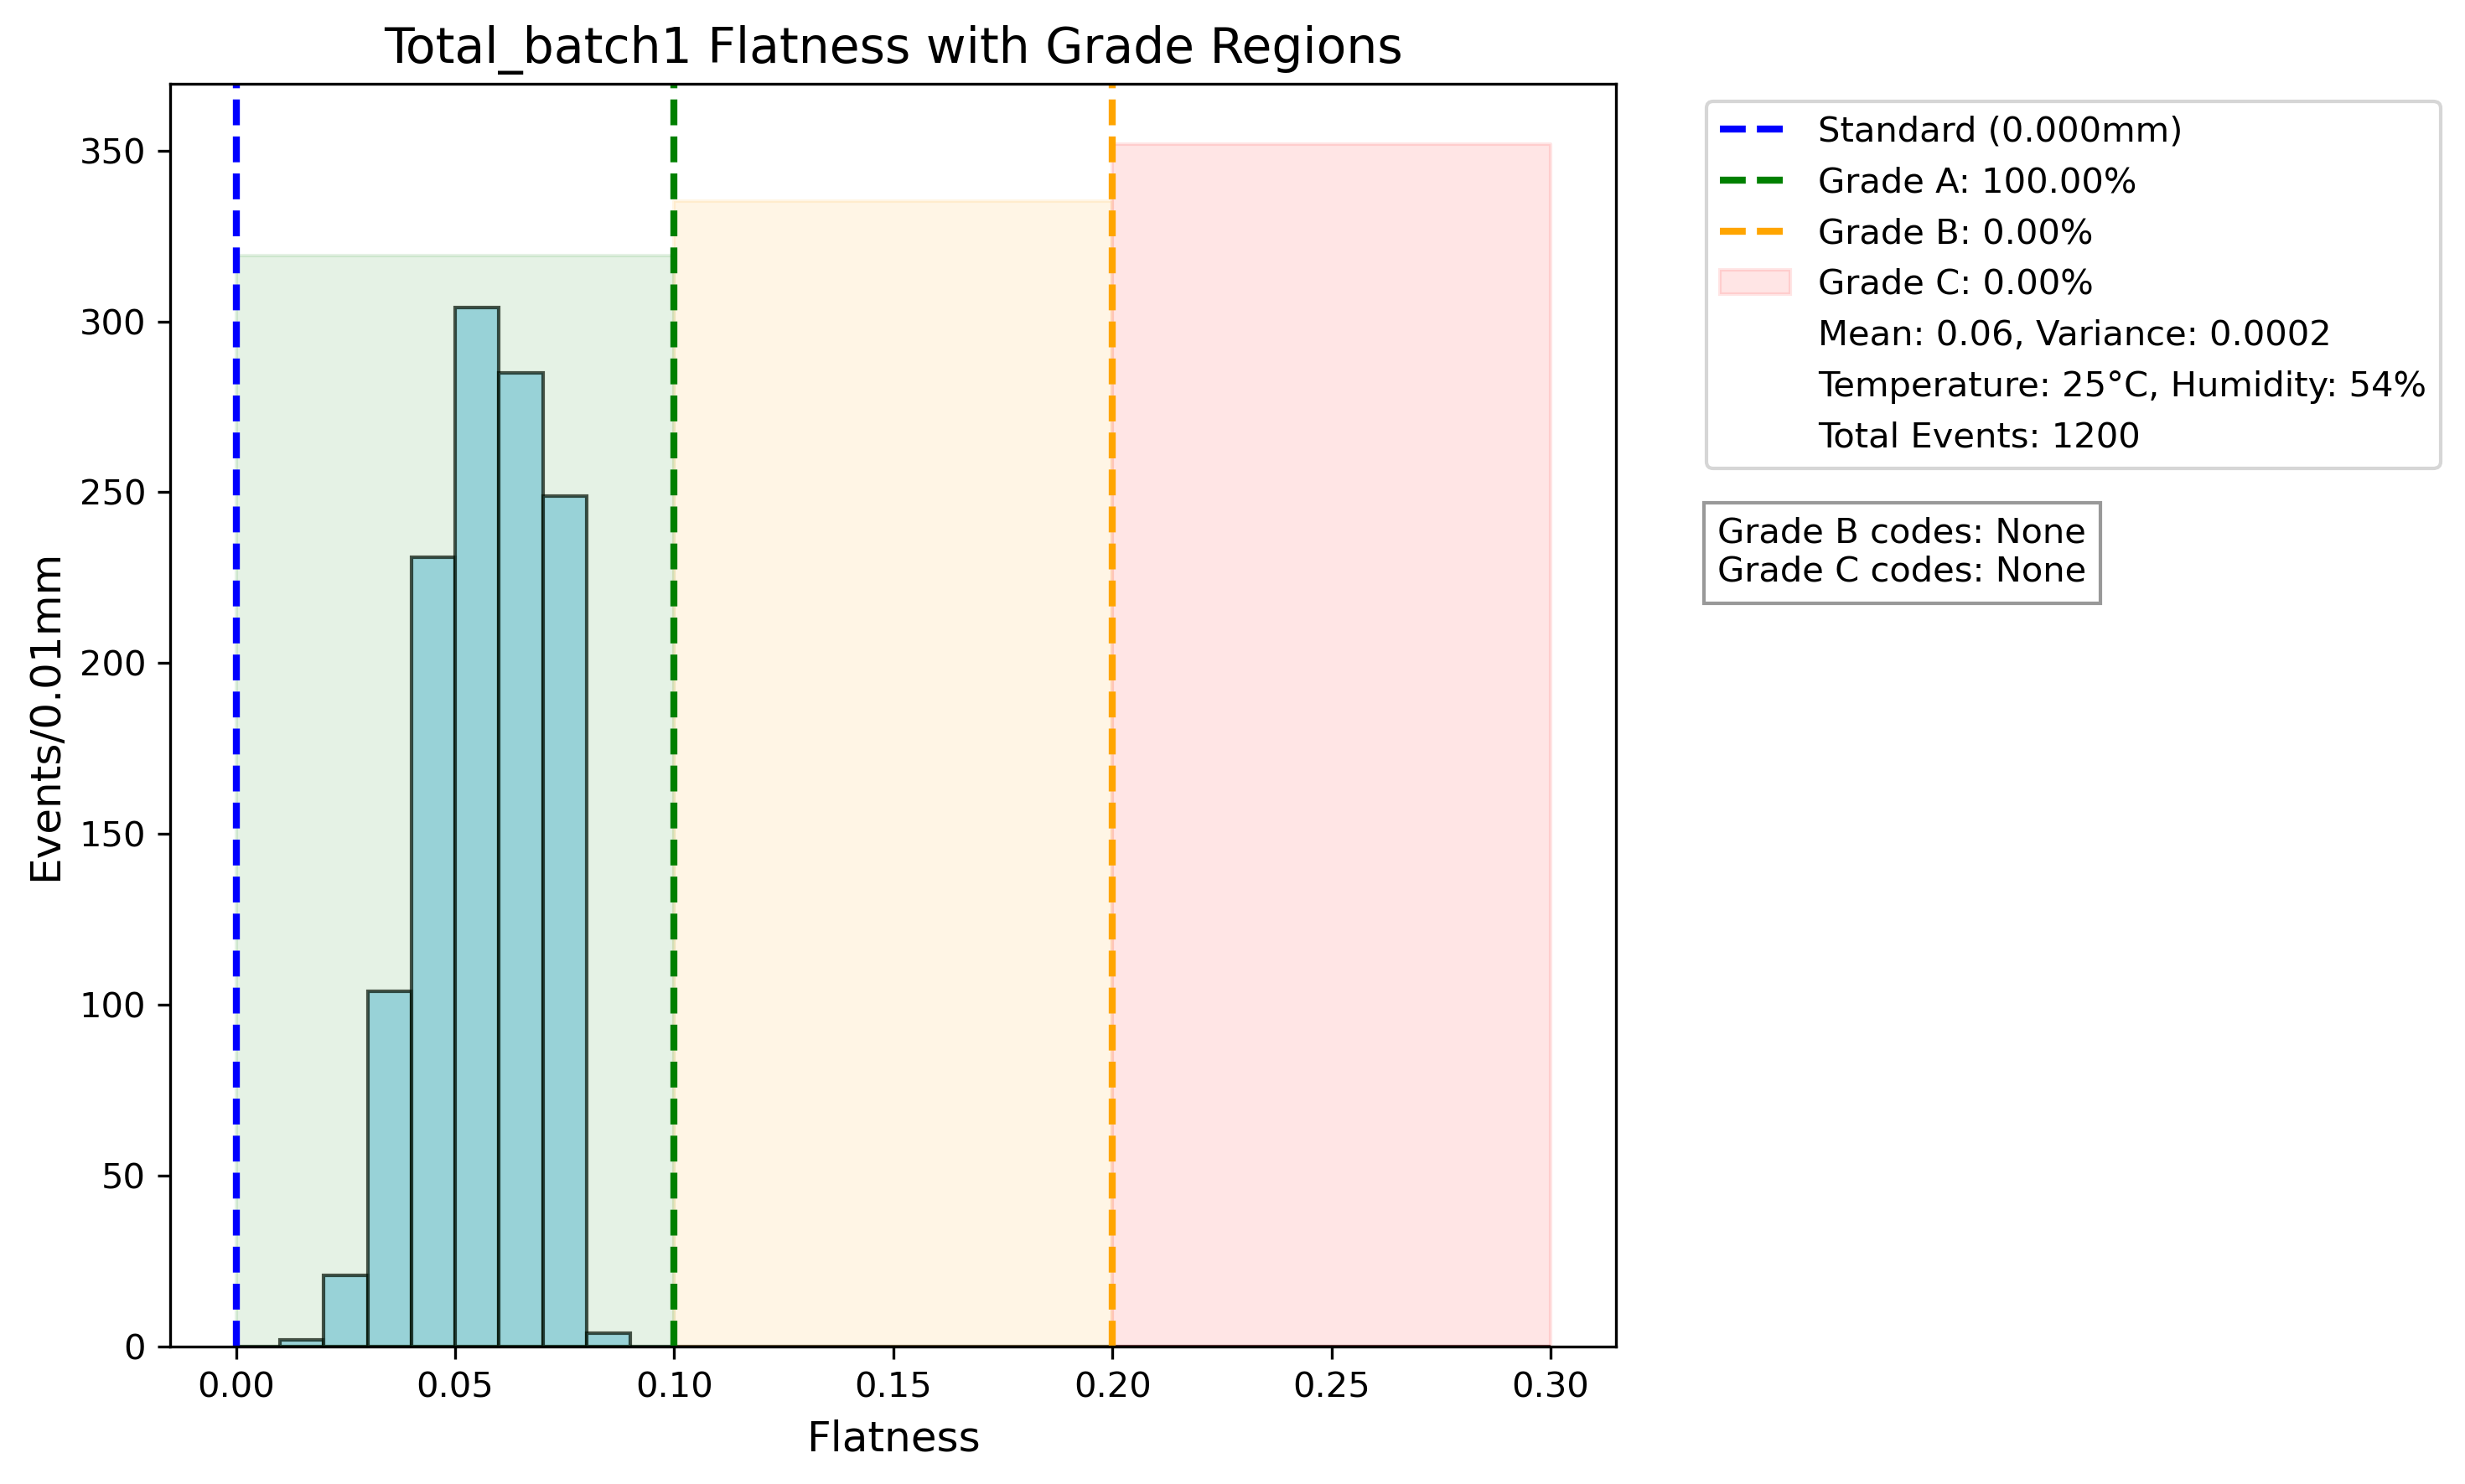 Total_batch1 Flatness with Grade Regions
Events/0.01mm
350
300
250
200
150
100
50
0
0.00 0.05 0.10 0.15 0.20 0.25 0.30
Flatness
Standard (0.000mm)
Grade A: 100.00%
Grade B: 0.00%
Grade C: 0.00%
Mean: 0.06, Variance: 0.0002
Temperature: 25°C, Humidity: 54%
Total Events: 1200
Grade B codes: None
Grade C codes: None